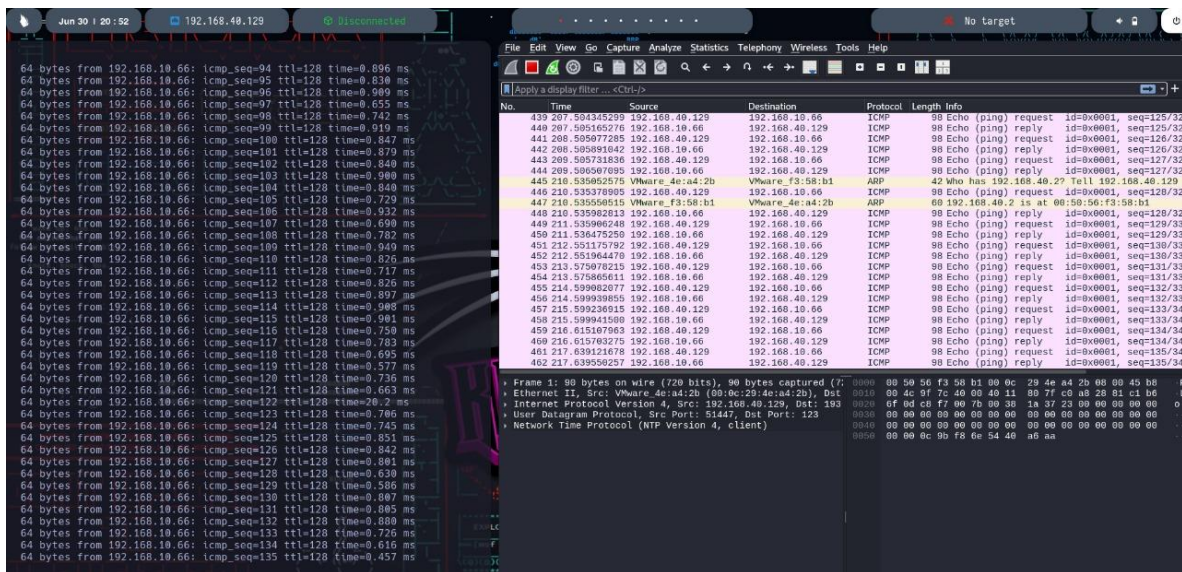 Jun 30 | 20:52
192.168.40.129
Disconnected
No target
64 bytes from 192.168.10.66: icmp_seq=94 ttl=128 time=0.896 ms
64 bytes from 192.168.10.66: icmp_seq=95 ttl=128 time=0.830 ms
64 bytes from 192.168.10.66: icmp_seq=96 ttl=128 time=0.909 ms
64 bytes from 192.168.10.66: icmp_seq=97 ttl=128 time=0.655 ms
64 bytes from 192.168.10.66: icmp_seq=98 ttl=128 time=0.742 ms
64 bytes from 192.168.10.66: icmp_seq=99 ttl=128 time=0.919 ms
64 bytes from 192.168.10.66: icmp_seq=100 ttl=128 time=0.847 ms
64 bytes from 192.168.10.66: icmp_seq=101 ttl=128 time=0.879 ms
64 bytes from 192.168.10.66: icmp_seq=102 ttl=128 time=0.840 ms
64 bytes from 192.168.10.66: icmp_seq=103 ttl=128 time=0.900 ms
64 bytes from 192.168.10.66: icmp_seq=104 ttl=128 time=0.840 ms
64 bytes from 192.168.10.66: icmp_seq=105 ttl=128 time=0.729 ms
64 bytes from 192.168.10.66: icmp_seq=106 ttl=128 time=0.932 ms
64 bytes from 192.168.10.66: icmp_seq=107 ttl=128 time=0.690 ms
64 bytes from 192.168.10.66: icmp_seq=108 ttl=128 time=0.782 ms
64 bytes from 192.168.10.66: icmp_seq=109 ttl=128 time=0.949 ms
64 bytes from 192.168.10.66: icmp_seq=110 ttl=128 time=0.826 ms
64 bytes from 192.168.10.66: icmp_seq=111 ttl=128 time=0.717 ms
64 bytes from 192.168.10.66: icmp_seq=112 ttl=128 time=0.826 ms
64 bytes from 192.168.10.66: icmp_seq=113 ttl=128 time=0.897 ms
64 bytes from 192.168.10.66: icmp_seq=114 ttl=128 time=0.908 ms
64 bytes from 192.168.10.66: icmp_seq=115 ttl=128 time=0.901 ms
64 bytes from 192.168.10.66: icmp_seq=116 ttl=128 time=0.750 ms
64 bytes from 192.168.10.66: icmp_seq=117 ttl=128 time=0.783 ms
64 bytes from 192.168.10.66: icmp_seq=118 ttl=128 time=0.695 ms
64 bytes from 192.168.10.66: icmp_seq=119 ttl=128 time=0.577 ms
64 bytes from 192.168.10.66: icmp_seq=120 ttl=128 time=0.736 ms
64 bytes from 192.168.10.66: icmp_seq=121 ttl=128 time=0.663 ms
64 bytes from 192.168.10.66: icmp_seq=122 ttl=128 time=20.2 ms
64 bytes from 192.168.10.66: icmp_seq=123 ttl=128 time=0.706 ms
64 bytes from 192.168.10.66: icmp_seq=124 ttl=128 time=0.745 ms
64 bytes from 192.168.10.66: icmp_seq=125 ttl=128 time=0.851 ms
64 bytes from 192.168.10.66: icmp_seq=126 ttl=128 time=0.842 ms
64 bytes from 192.168.10.66: icmp_seq=127 ttl=128 time=0.801 ms
64 bytes from 192.168.10.66: icmp_seq=128 ttl=128 time=0.630 ms
64 bytes from 192.168.10.66: icmp_seq=129 ttl=128 time=0.586 ms
64 bytes from 192.168.10.66: icmp_seq=130 ttl=128 time=0.807 ms
64 bytes from 192.168.10.66: icmp_seq=131 ttl=128 time=0.805 ms
64 bytes from 192.168.10.66: icmp_seq=132 ttl=128 time=0.880 ms
64 bytes from 192.168.10.66: icmp_seq=133 ttl=128 time=0.726 ms
64 bytes from 192.168.10.66: icmp_seq=134 ttl=128 time=0.616 ms
64 bytes from 192.168.10.66: icmp_seq=135 ttl=128 time=0.457 ms
File Edit View Go Capture Analyze Statistics Telephony Wireless Tools Help
Apply a display filter ... <Ctrl-/>
No. Time Source Destination Protocol Length Info
439 207.504345299 192.168.40.129 192.168.10.66 ICMP 98 Echo (ping) request id=0x0001, seq=125/32
440 207.505165276 192.168.10.66 192.168.40.129 ICMP 98 Echo (ping) reply id=0x0001, seq=125/32
441 208.505077285 192.168.40.129 192.168.10.66 ICMP 98 Echo (ping) request id=0x0001, seq=126/32
442 208.505891042 192.168.10.66 192.168.40.129 ICMP 98 Echo (ping) reply id=0x0001, seq=126/32
443 209.505731836 192.168.40.129 192.168.10.66 ICMP 98 Echo (ping) request id=0x0001, seq=127/32
444 209.506507095 192.168.10.66 192.168.40.129 ICMP 98 Echo (ping) reply id=0x0001, seq=127/32
445 210.535052575 VMware_4e:a4:2b VMware_f3:58:b1 ARP 42 Who has 192.168.40.2? Tell 192.168.40.129
446 210.535370905 192.168.40.129 192.168.10.66 ICMP 98 Echo (ping) request id=0x0001, seq=128/32
447 210.535550515 VMware_f3:58:b1 VMware_4e:a4:2b ARP 60 192.168.40.2 is at 00:50:56:f3:58:b1
448 210.535982813 192.168.10.66 192.168.40.129 ICMP 98 Echo (ping) reply id=0x0001, seq=128/32
449 211.535906248 192.168.40.129 192.168.10.66 ICMP 98 Echo (ping) request id=0x0001, seq=129/33
450 211.536475250 192.168.10.66 192.168.40.129 ICMP 98 Echo (ping) reply id=0x0001, seq=129/33
451 212.551175792 192.168.40.129 192.168.10.66 ICMP 98 Echo (ping) request id=0x0001, seq=130/33
452 212.551964470 192.168.10.66 192.168.40.129 ICMP 98 Echo (ping) reply id=0x0001, seq=130/33
453 213.575078215 192.168.40.129 192.168.10.66 ICMP 98 Echo (ping) request id=0x0001, seq=131/33
454 213.575865611 192.168.10.66 192.168.40.129 ICMP 98 Echo (ping) reply id=0x0001, seq=131/33
455 214.599082077 192.168.40.129 192.168.10.66 ICMP 98 Echo (ping) request id=0x0001, seq=132/33
456 214.599939855 192.168.10.66 192.168.40.129 ICMP 98 Echo (ping) reply id=0x0001, seq=132/33
457 215.599236915 192.168.40.129 192.168.10.66 ICMP 98 Echo (ping) request id=0x0001, seq=133/34
458 215.599941500 192.168.10.66 192.168.40.129 ICMP 98 Echo (ping) reply id=0x0001, seq=133/34
459 216.615107963 192.168.40.129 192.168.10.66 ICMP 98 Echo (ping) request id=0x0001, seq=134/34
460 216.615703275 192.168.10.66 192.168.40.129 ICMP 98 Echo (ping) reply id=0x0001, seq=134/34
461 217.639121678 192.168.40.129 192.168.10.66 ICMP 98 Echo (ping) request id=0x0001, seq=135/34
462 217.639550257 192.168.10.66 192.168.40.129 ICMP 98 Echo (ping) reply id=0x0001, seq=135/34
Frame 1: 90 bytes on wire (720 bits), 90 bytes captured (7
Ethernet II, Src: VMware_4e:a4:2b (00:0c:29:4e:a4:2b), Dst
Internet Protocol Version 4, Src: 192.168.40.129, Dst: 193
User Datagram Protocol, Src Port: 51447, Dst Port: 123
Network Time Protocol (NTP Version 4, client)
0000 00 50 56 f3 58 b1 00 0c 29 4e a4 2b 08 00 45 b8
0010 00 4c 9f 7c 40 00 40 11 80 7f c0 a8 28 81 c1 b6
0020 6f 0d c8 f7 00 7b 00 38 1a 37 23 00 00 00 00 00
0030 00 00 00 00 00 00 00 00 00 00 00 00 00 00 00 00
0040 00 00 00 00 00 00 00 00 00 00 00 00 00 00 00 00
0050 00 00 0c 9b f8 6e 54 40 a6 aa